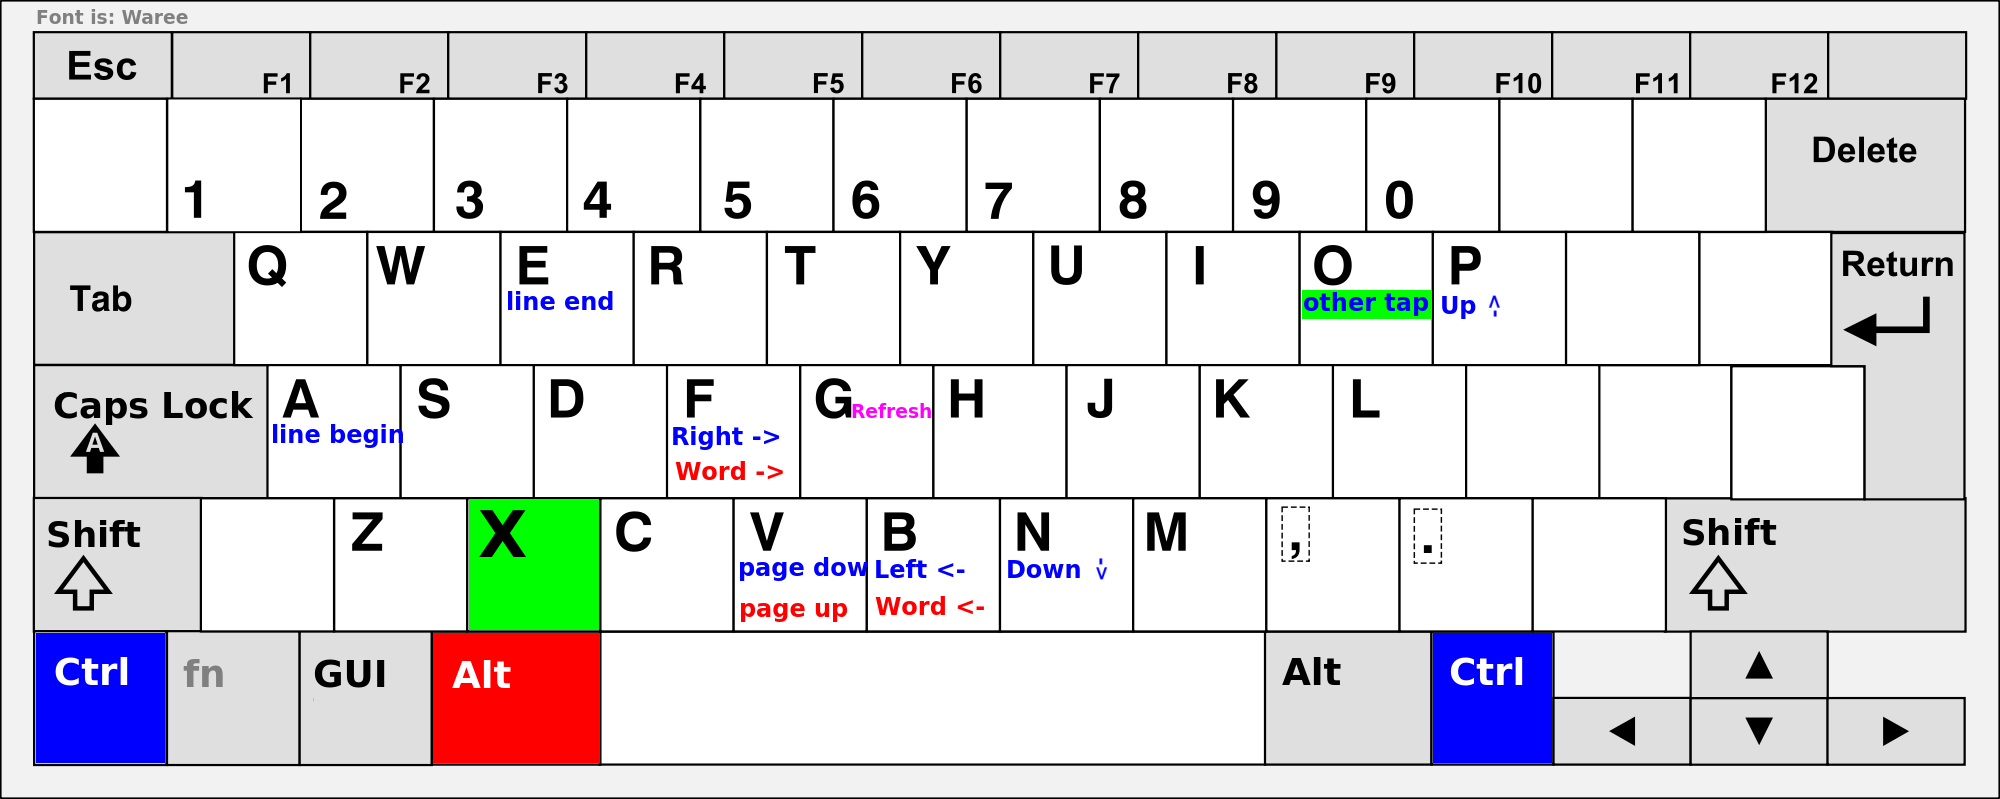 Font is: Waree
Esc F1 F2 F3 F4 F5 F6 F7 F8 F9 F10 F11 F12
1 2 3 4 5 6 7 8 9 0 Delete
Tab Q W E R T Y U I O P Return
line end other tap Up ^
Caps Lock A S D F G Refresh H J K L
A line begin Right ->
Word ->
Shift Z X C V B N M , . Shift
page dow Left <- Down v
page up Word <-
Ctrl fn GUI Alt Alt Ctrl ▲
◀ ▼ ▶